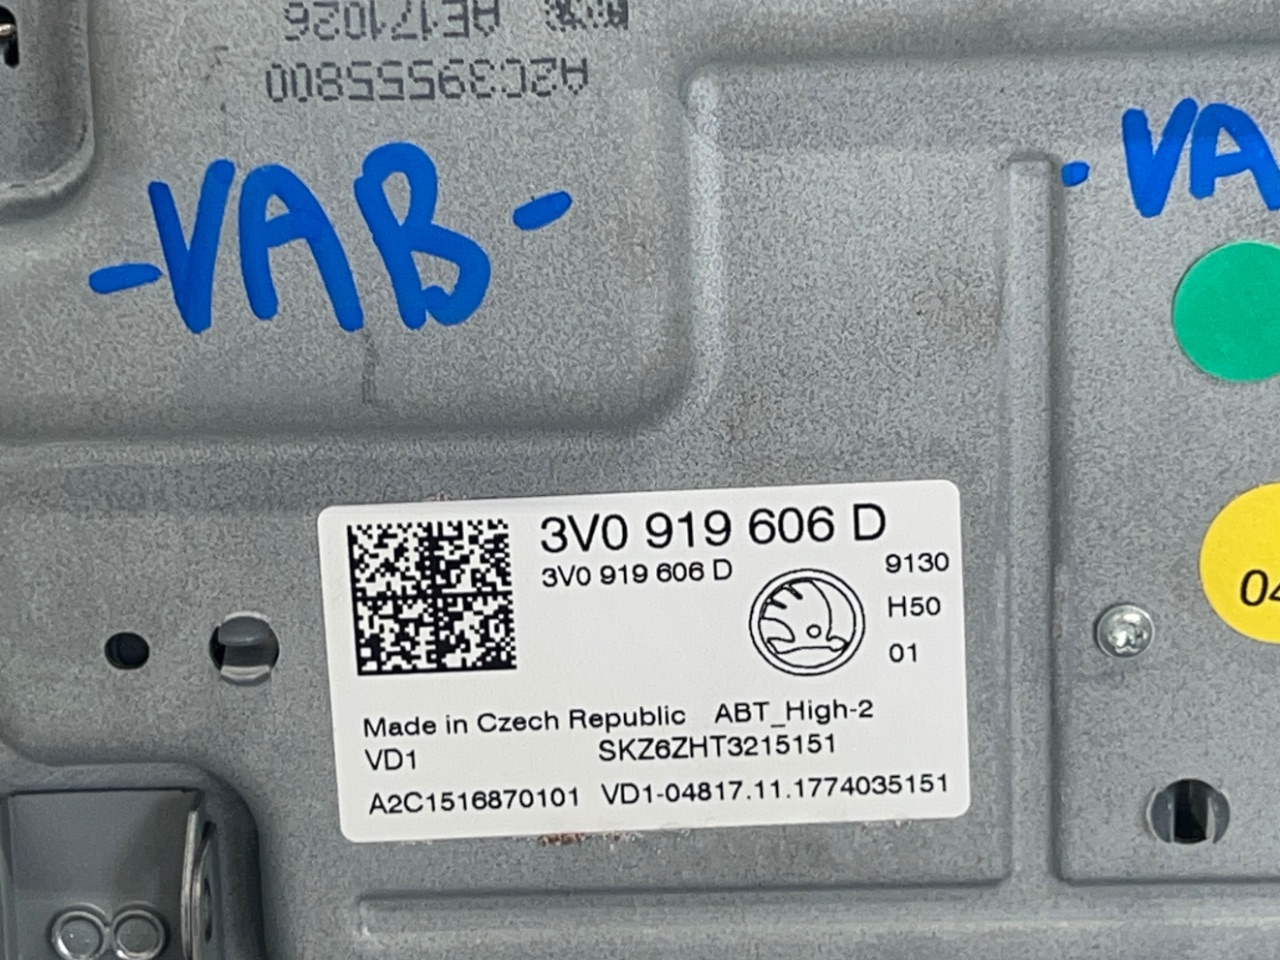 AE171026
A2C39555800
-VAB-
-VA
3V0 919 606 D
3V0 919 606 D
9130
H50
01
04
Made in Czech Republic ABT_High-2
VD1 SKZ6ZHT3215151
A2C1516870101 VD1-04817.11.1774035151